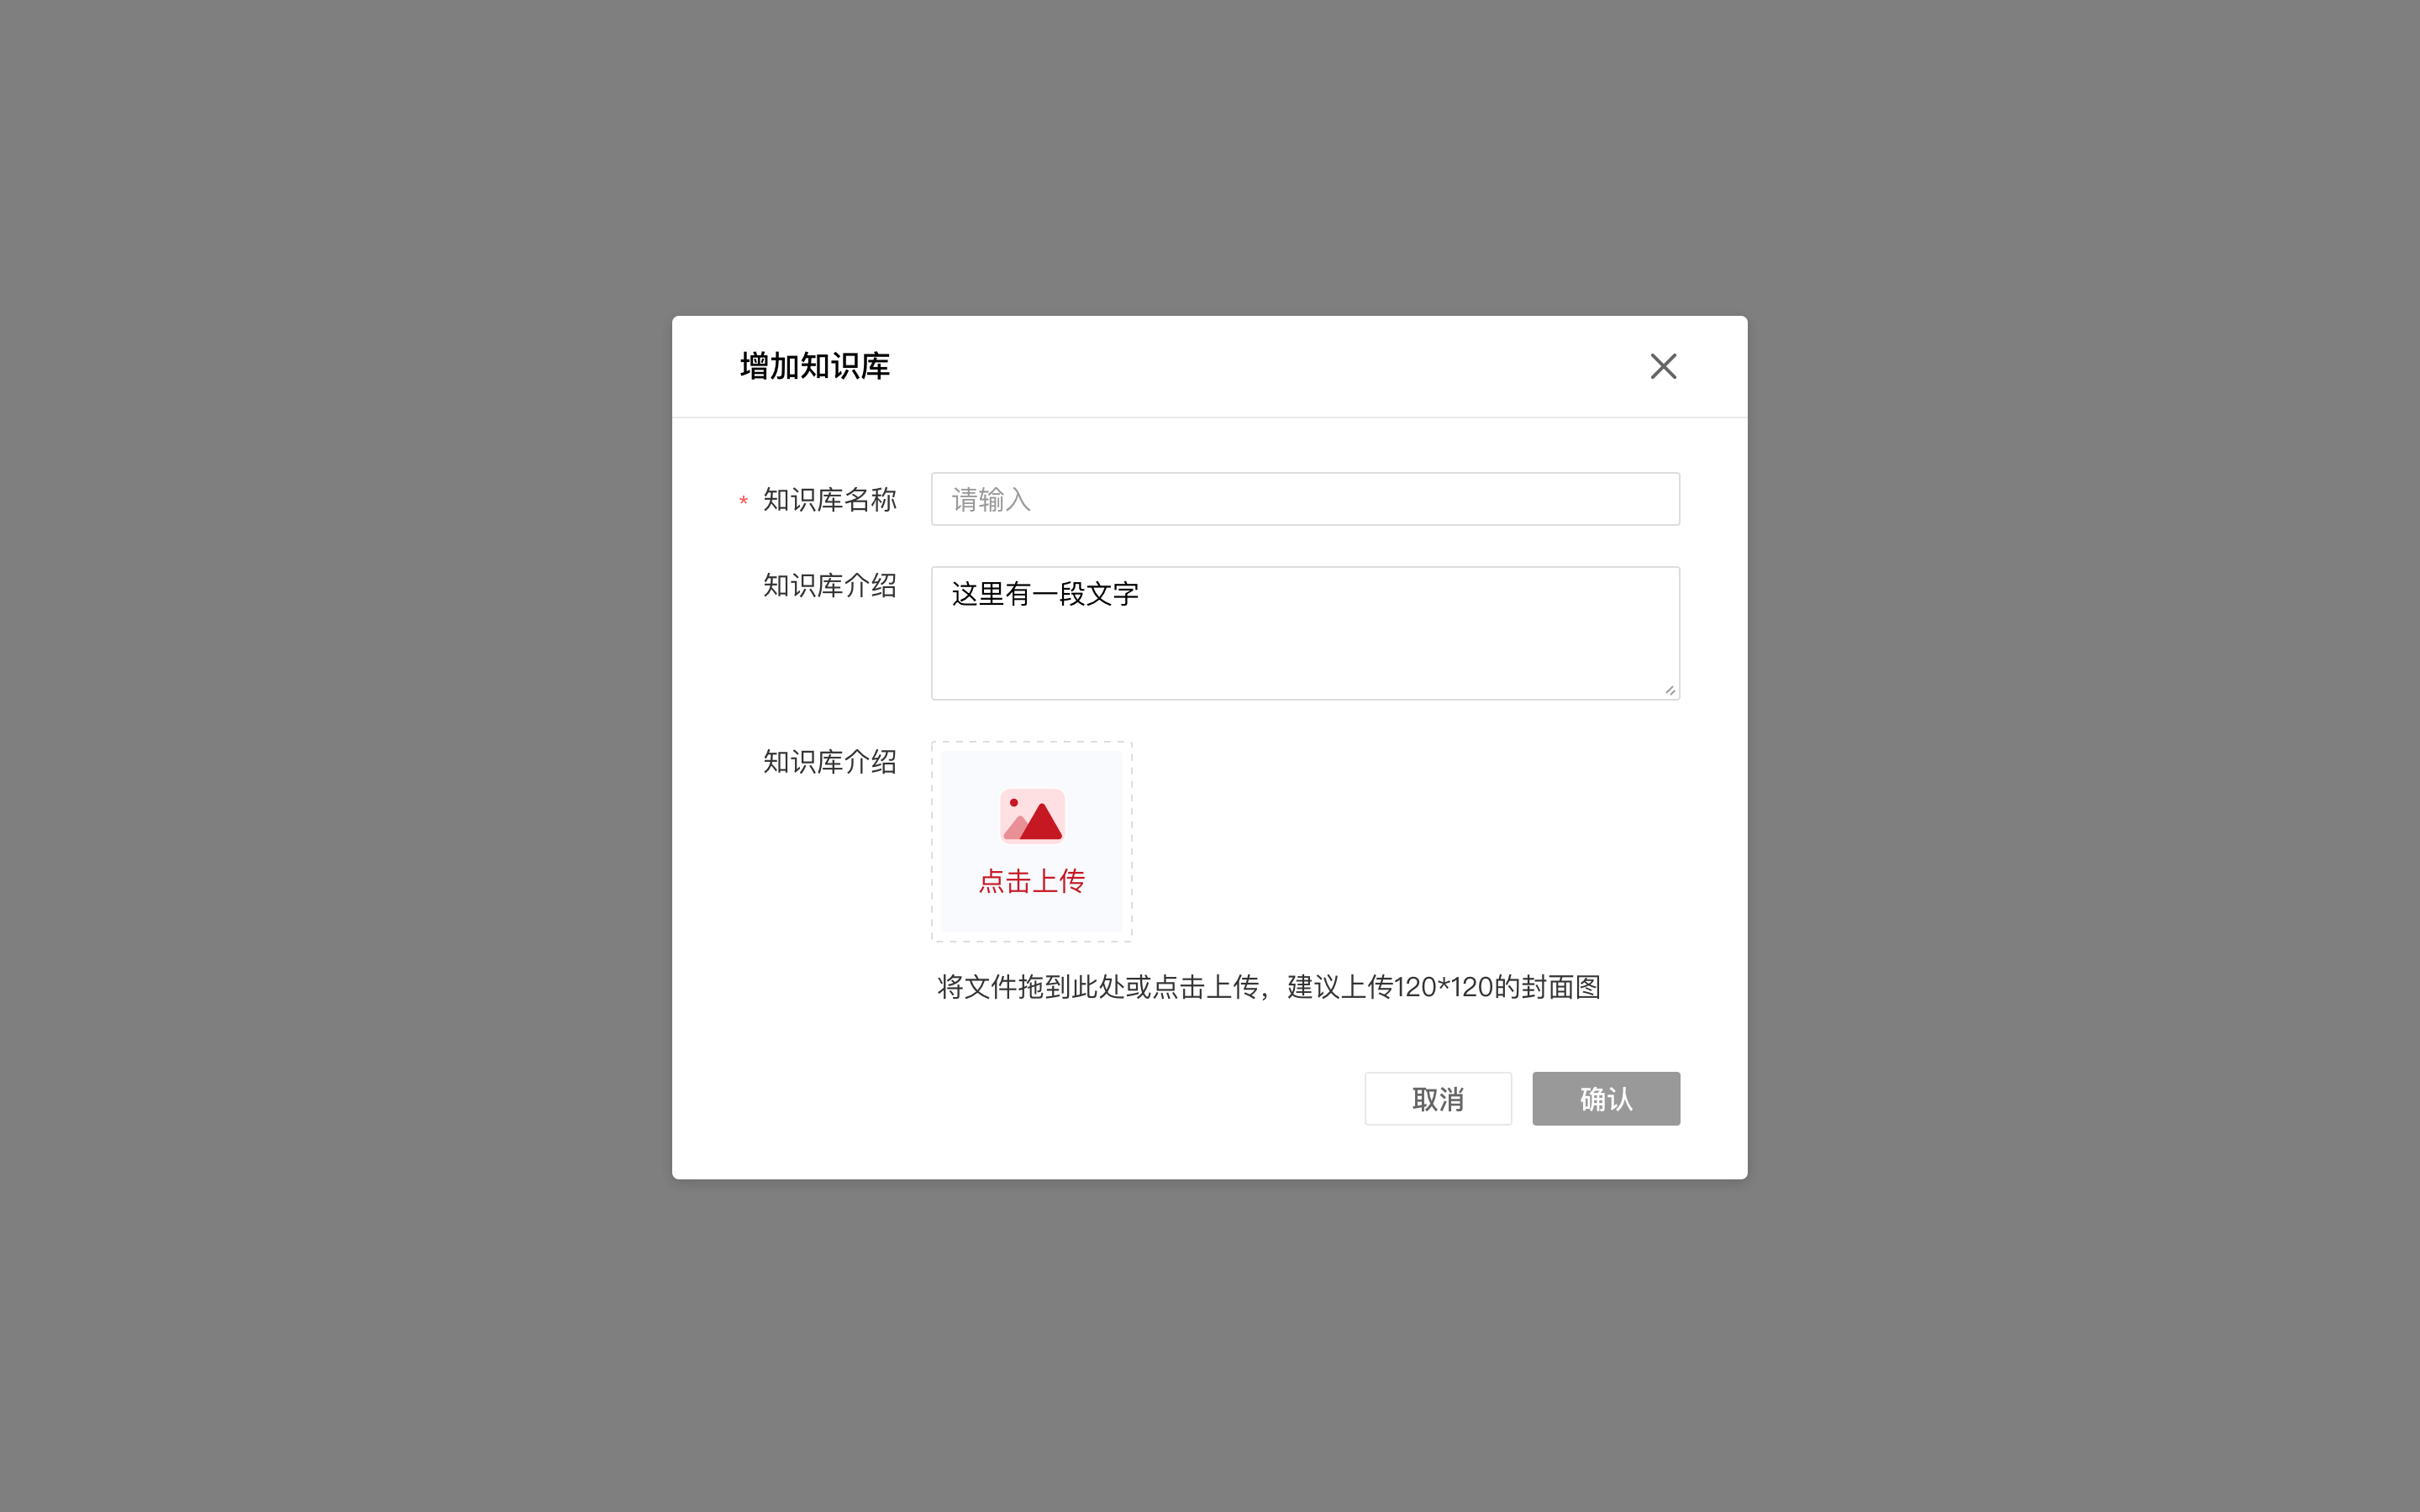 增加知识库
* 知识库名称
请输入
知识库介绍
这里有一段文字
知识库介绍
点击上传
将文件拖到此处或点击上传，建议上传120*120的封面图
取消
确认